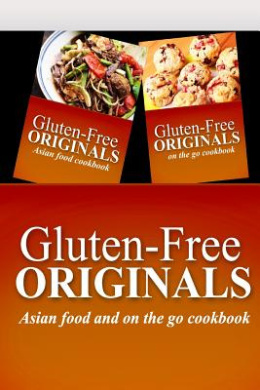 Gluten-Free
ORIGINALS
Asian food cookbook
Gluten-Free
ORIGINALS
on the go cookbook
Gluten-Free
ORIGINALS
Asian food and on the go cookbook